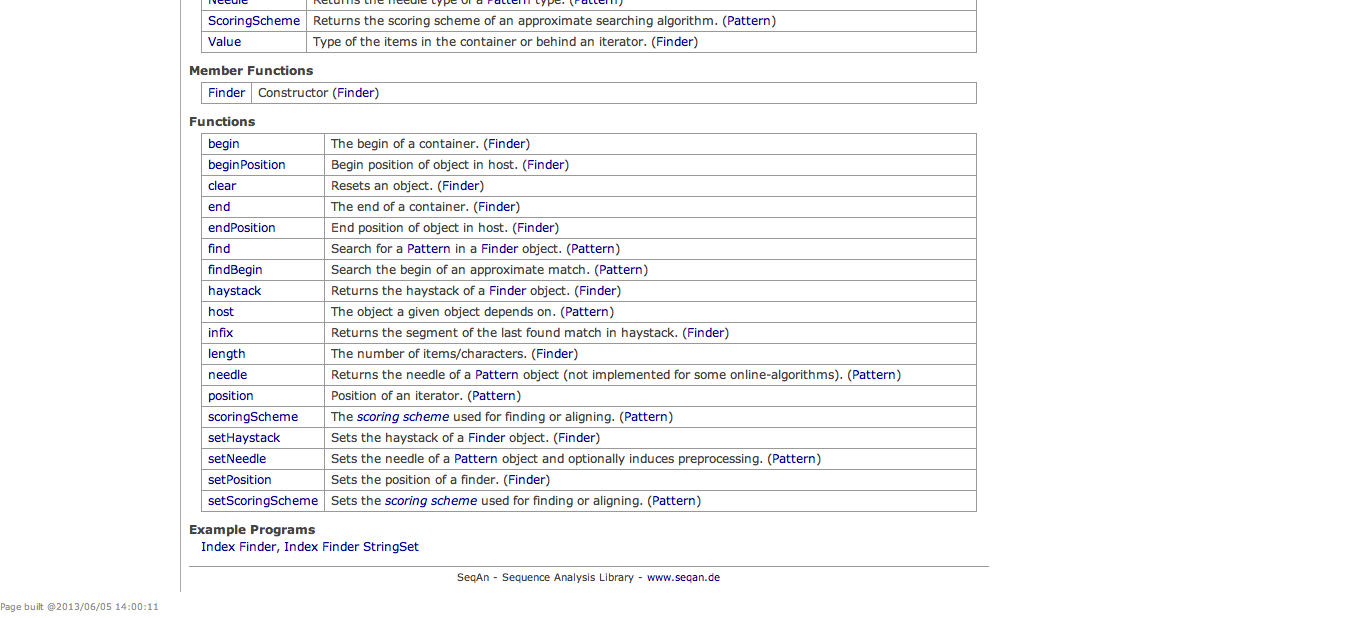 Needle Returns the needle type of a Pattern type. (Pattern)
ScoringScheme Returns the scoring scheme of an approximate searching algorithm. (Pattern)
Value Type of the items in the container or behind an iterator. (Finder)
Member Functions
Finder Constructor (Finder)
Functions
begin The begin of a container. (Finder)
beginPosition Begin position of object in host. (Finder)
clear Resets an object. (Finder)
end The end of a container. (Finder)
endPosition End position of object in host. (Finder)
find Search for a Pattern in a Finder object. (Pattern)
findBegin Search the begin of an approximate match. (Pattern)
haystack Returns the haystack of a Finder object. (Finder)
host The object a given object depends on. (Pattern)
infix Returns the segment of the last found match in haystack. (Finder)
length The number of items/characters. (Finder)
needle Returns the needle of a Pattern object (not implemented for some online-algorithms). (Pattern)
position Position of an iterator. (Pattern)
scoringScheme The scoring scheme used for finding or aligning. (Pattern)
setHaystack Sets the haystack of a Finder object. (Finder)
setNeedle Sets the needle of a Pattern object and optionally induces preprocessing. (Pattern)
setPosition Sets the position of a finder. (Finder)
setScoringScheme Sets the scoring scheme used for finding or aligning. (Pattern)
Example Programs
Index Finder, Index Finder StringSet
SeqAn - Sequence Analysis Library - www.seqan.de
Page built @2013/06/05 14:00:11